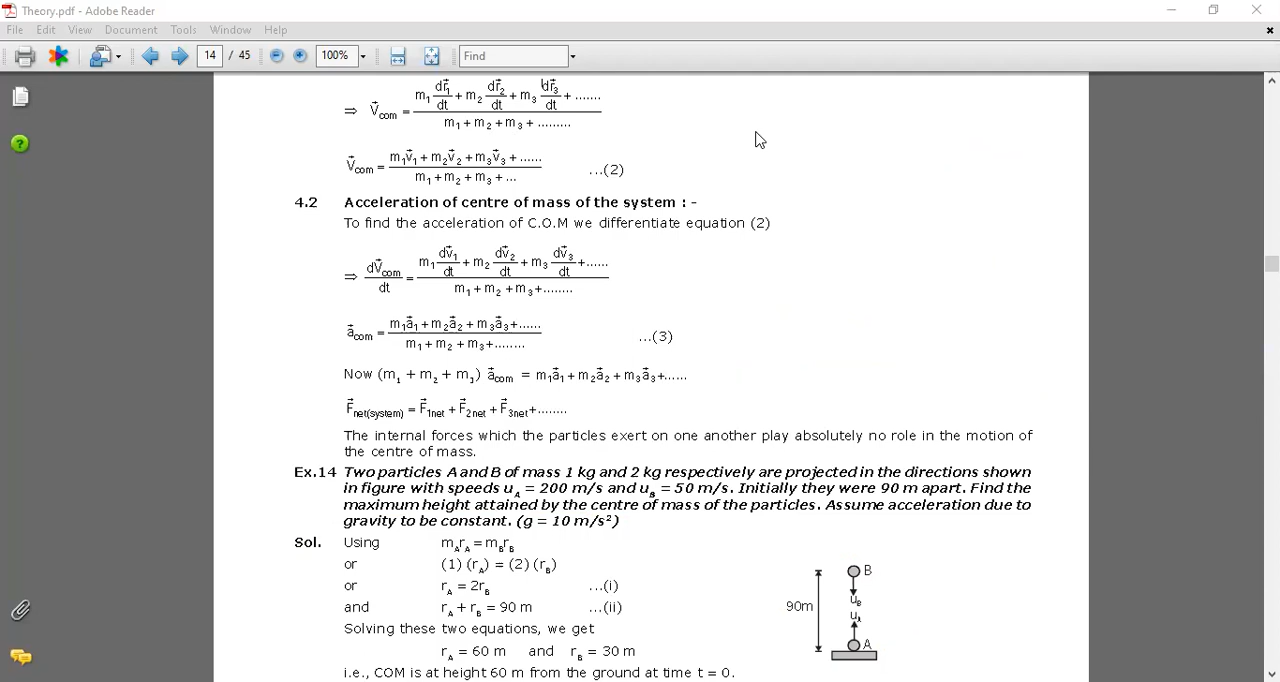 Theory.pdf - Adobe Reader
File Edit View Document Tools Window Help
14 / 45 100% Find
⇒ V⃗com = (m₁ dr⃗₁/dt + m₂ dr⃗₂/dt + m₃ dr⃗₃/dt + .......) / (m₁ + m₂ + m₃ + .........)
V⃗com = (m₁v⃗₁ + m₂v⃗₂ + m₃v⃗₃ + ......) / (m₁ + m₂ + m₃ + ...) ...(2)
4.2 Acceleration of centre of mass of the system : -
To find the acceleration of C.O.M we differentiate equation (2)
⇒ dV⃗com/dt = (m₁ dv⃗₁/dt + m₂ dv⃗₂/dt + m₃ dv⃗₃/dt +......) / (m₁ + m₂ + m₃ +........)
a⃗com = (m₁a⃗₁ + m₂a⃗₂ + m₃a⃗₃+......) / (m₁ + m₂ + m₃+........) ...(3)
Now (m₁ + m₂ + m₃) a⃗com = m₁a⃗₁ + m₂a⃗₂ + m₃a⃗₃+......
F⃗net(system) = F⃗1net + F⃗2net + F⃗3net +........
The internal forces which the particles exert on one another play absolutely no role in the motion of
the centre of mass.
Ex.14 Two particles A and B of mass 1 kg and 2 kg respectively are projected in the directions shown
in figure with speeds uA = 200 m/s and uB = 50 m/s. Initially they were 90 m apart. Find the
maximum height attained by the centre of mass of the particles. Assume acceleration due to
gravity to be constant. (g = 10 m/s²)
Sol. Using mArA = mBrB
or (1) (rA) = (2) (rB)
or rA = 2rB ...(i)
and rA + rB = 90 m ...(ii)
Solving these two equations, we get
rA = 60 m and rB = 30 m
i.e., COM is at height 60 m from the ground at time t = 0.
B
uB
90m
uA
A